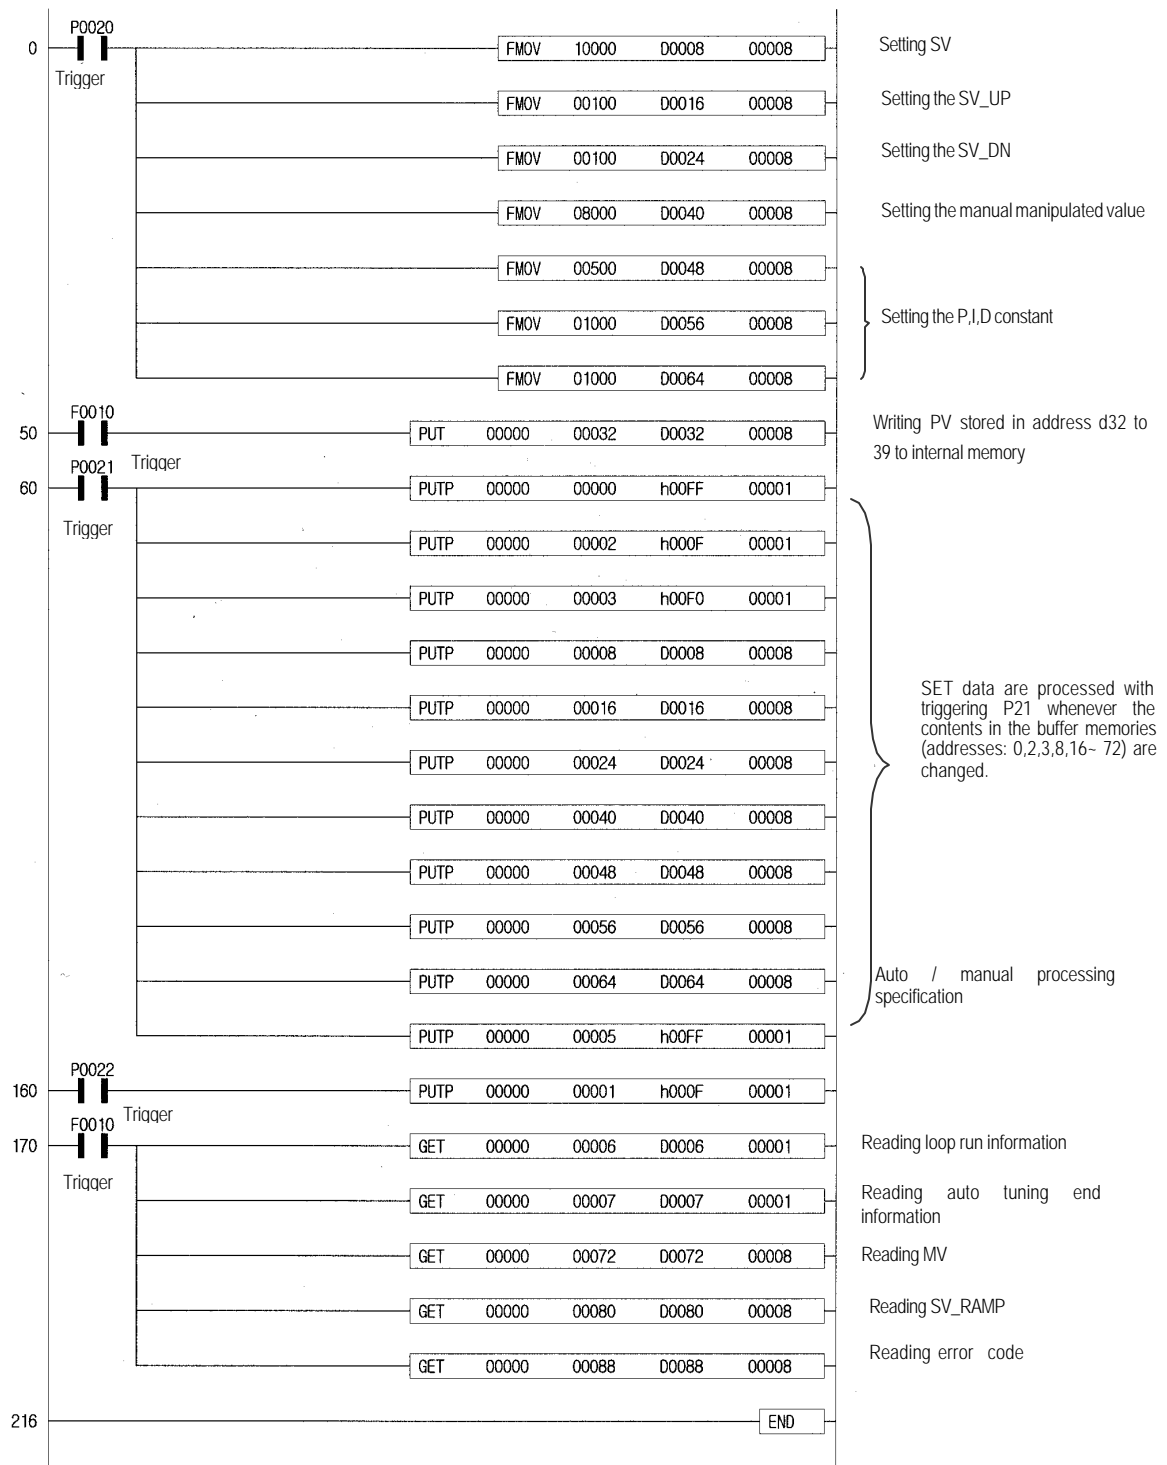 P0020
0 FMOV 10000 D0008 00008 Setting SV
Trigger
FMOV 00100 D0016 00008 Setting the SV_UP
FMOV 00100 D0024 00008 Setting the SV_DN
FMOV 08000 D0040 00008 Setting the manual manipulated value
FMOV 00500 D0048 00008
FMOV 01000 D0056 00008 Setting the P,I,D constant
FMOV 01000 D0064 00008
F0010
50 PUT 00000 00032 D0032 00008 Writing PV stored in address d32 to
39 to internal memory
Trigger
P0021
60 PUTP 00000 00000 h00FF 00001
Trigger
PUTP 00000 00002 h000F 00001
PUTP 00000 00003 h00F0 00001
PUTP 00000 00008 D0008 00008
PUTP 00000 00016 D0016 00008
SET data are processed with
triggering P21 whenever the
contents in the buffer memories
(addresses: 0,2,3,8,16~ 72) are
changed.
PUTP 00000 00024 D0024 00008
PUTP 00000 00040 D0040 00008
PUTP 00000 00048 D0048 00008
PUTP 00000 00056 D0056 00008
PUTP 00000 00064 D0064 00008
Auto / manual processing
specification
PUTP 00000 00005 h00FF 00001
P0022
160 PUTP 00000 00001 h000F 00001
Trigger
F0010
170 GET 00000 00006 D0006 00001 Reading loop run information
Trigger
GET 00000 00007 D0007 00001 Reading auto tuning end
information
GET 00000 00072 D0072 00008 Reading MV
GET 00000 00080 D0080 00008 Reading SV_RAMP
GET 00000 00088 D0088 00008 Reading error code
216 END